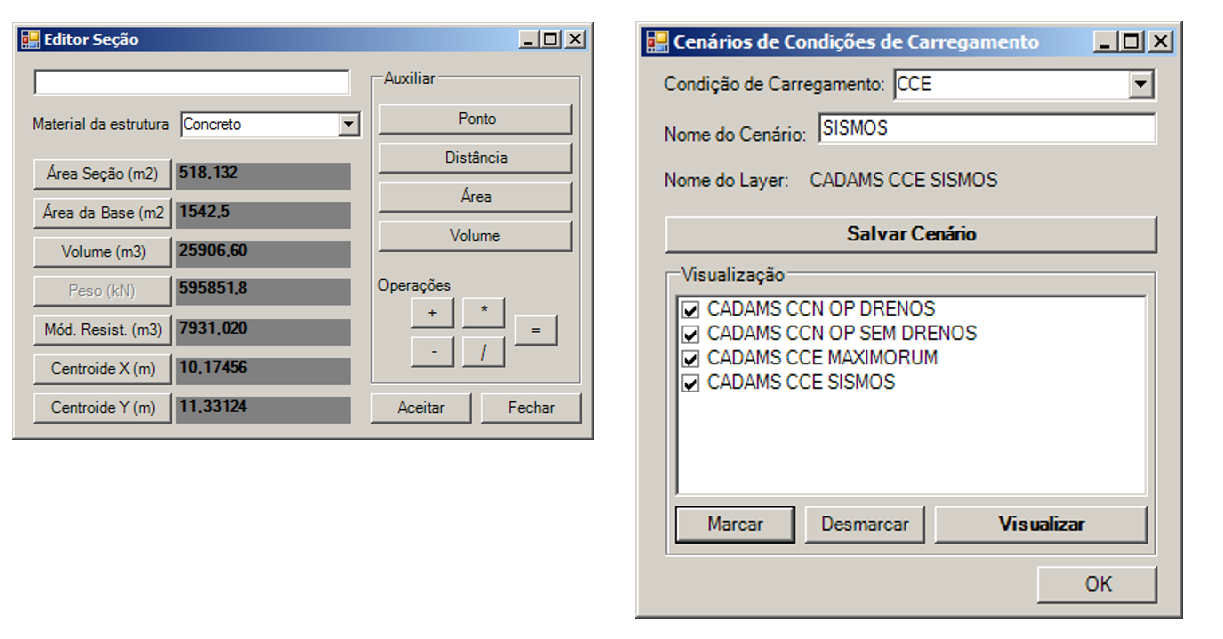 Editor Seção
Material da estrutura Concreto
Área Seção (m2) 518,132
Área da Base (m2 1542,5
Volume (m3) 25906,60
Peso (kN) 595851,8
Mód. Resist. (m3) 7931,020
Centroide X (m) 10,17456
Centroide Y (m) 11,33124
Auxiliar
Ponto
Distância
Área
Volume
Operações
+ *
=
- /
Aceitar Fechar
Cenários de Condições de Carregamento
Condição de Carregamento: CCE
Nome do Cenário: SISMOS
Nome do Layer: CADAMS CCE SISMOS
Salvar Cenário
Visualização
CADAMS CCN OP DRENOS
CADAMS CCN OP SEM DRENOS
CADAMS CCE MAXIMORUM
CADAMS CCE SISMOS
Marcar Desmarcar Visualizar
OK